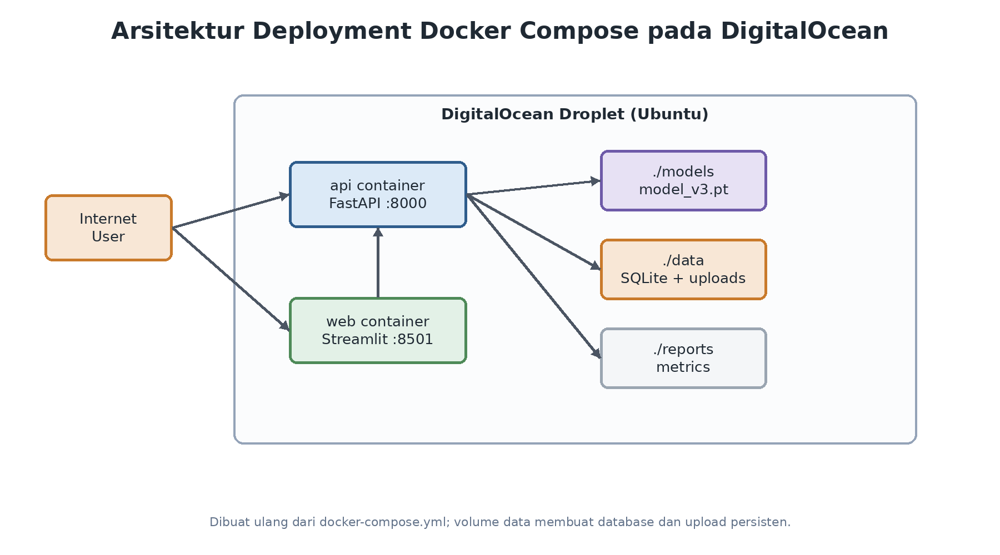 Arsitektur Deployment Docker Compose pada DigitalOcean
DigitalOcean Droplet (Ubuntu)
Internet
User
api container
FastAPI :8000
web container
Streamlit :8501
./models
model_v3.pt
./data
SQLite + uploads
./reports
metrics
Dibuat ulang dari docker-compose.yml; volume data membuat database dan upload persisten.